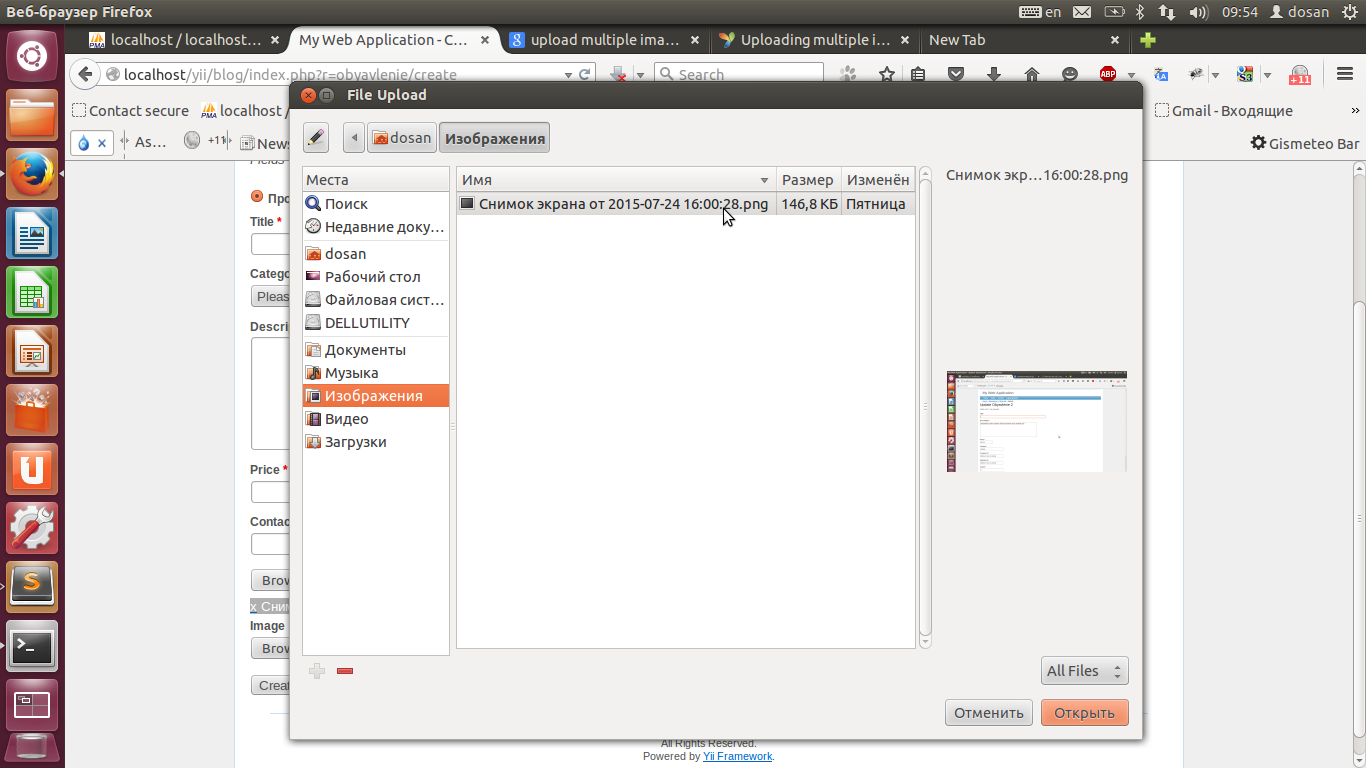 Веб-браузер Firefox
en
09:54
dosan
localhost / localhost...
My Web Application - C...
upload multiple ima...
Uploading multiple i...
New Tab
localhost/yii/blog/index.php?r=obyavlenie/create
Search
ABP
+11
Contact secure
localhost /
Gmail - Входящие
As...
+11
News
Gismeteo Bar
File Upload
dosan
Изображения
Места
Поиск
Недавние доку...
dosan
Рабочий стол
Файловая сист...
DELLUTILITY
Документы
Музыка
Изображения
Видео
Загрузки
Имя
Размер
Изменён
Снимок экрана от 2015-07-24 16:00:28.png
146,8 КБ
Пятница
Снимок экр...16:00:28.png
All Files
Отменить
Открыть
Про
Title *
Catego
Pleas
Descri
Price *
Contac
Brow
x Сни
Image
Brow
Creat
All Rights Reserved.
Powered by Yii Framework.